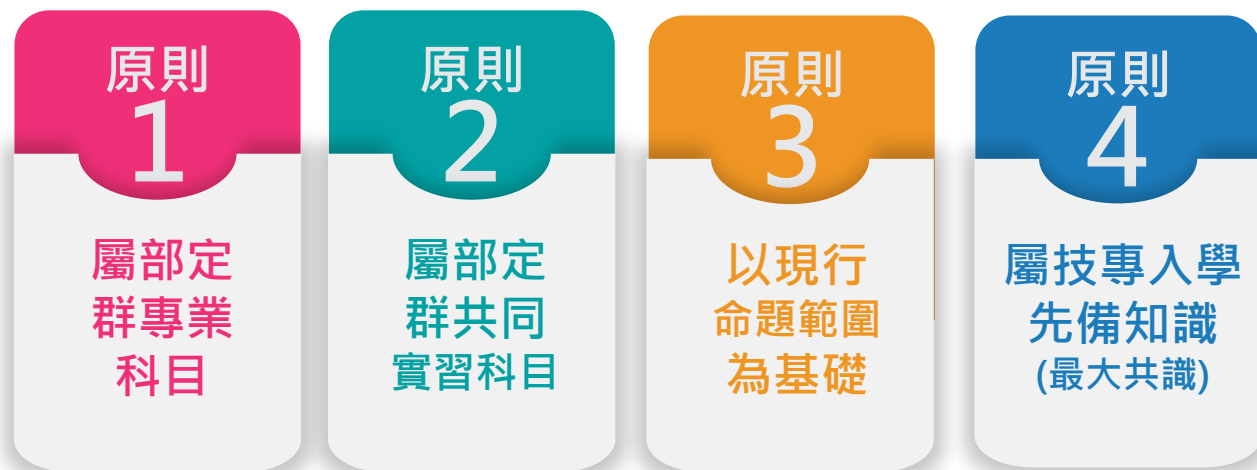 原則
1
屬部定
群專業
科目
原則
2
屬部定
群共同
實習科目
原則
3
以現行
命題範圍
為基礎
原則
4
屬技專入學
先備知識
(最大共識)